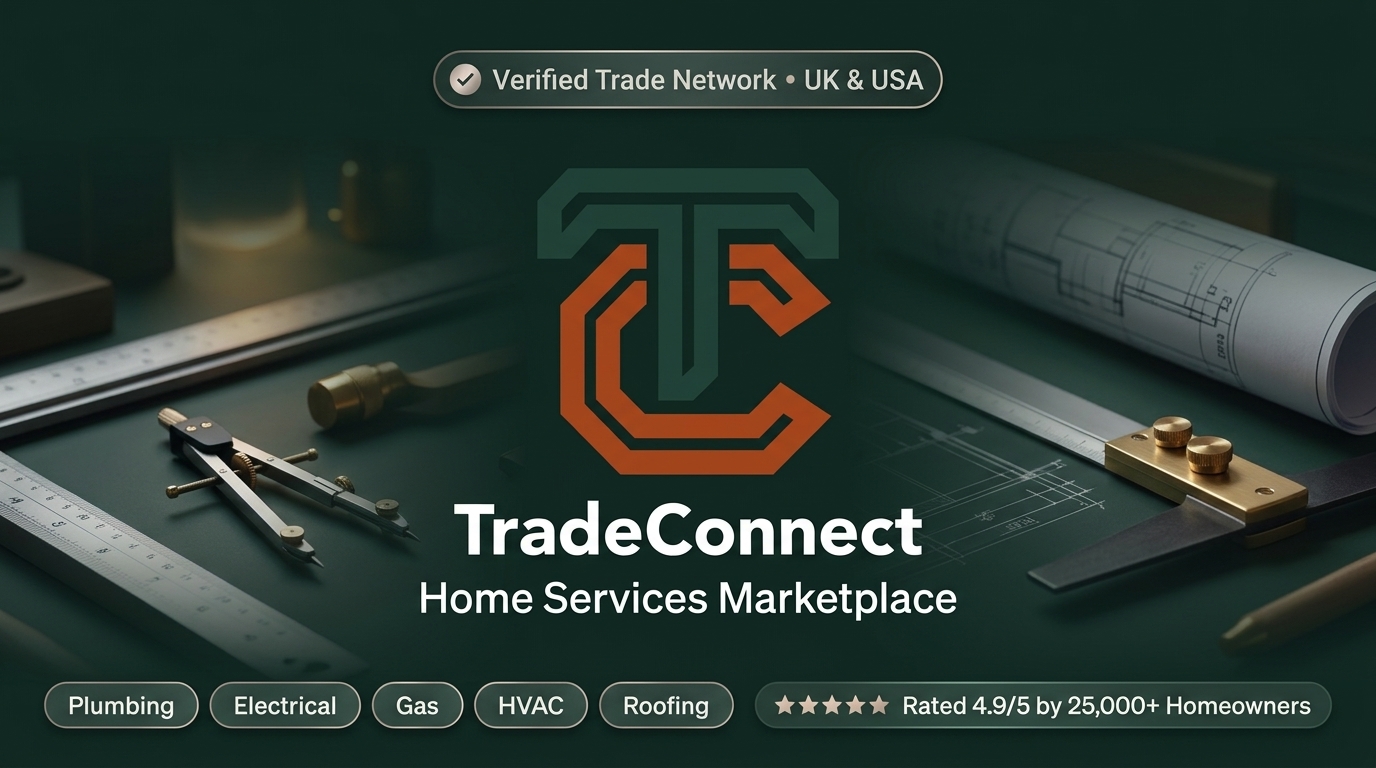 Verified Trade Network • UK & USA
TC
TradeConnect
Home Services Marketplace
Plumbing
Electrical
Gas
HVAC
Roofing
★★★★★ Rated 4.9/5 by 25,000+ Homeowners